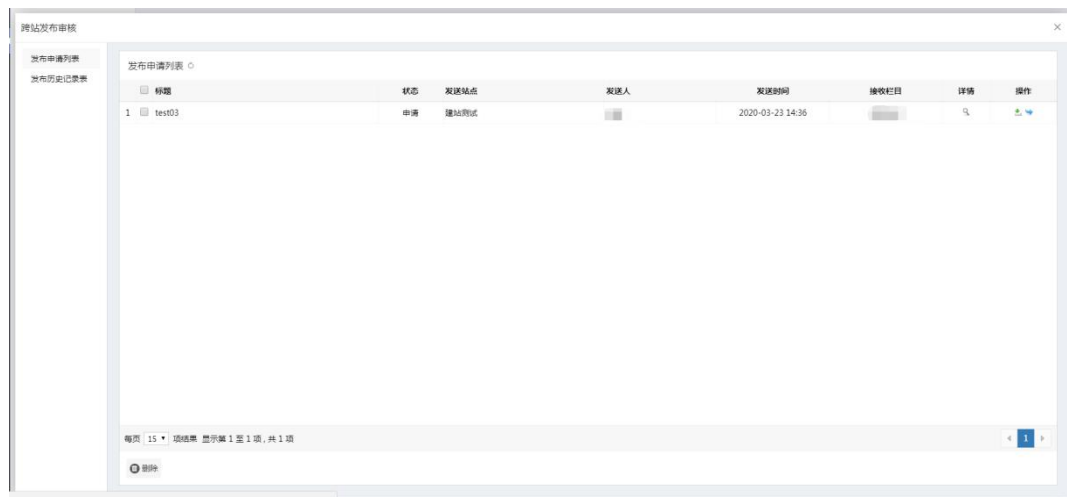 跨站发布审核 ×
发布申请列表
发布历史记录表
发布申请列表
标题 状态 发送站点 发送人 发送时间 接收栏目 详情 操作
1 test03 申请 建站测试 2020-03-23 14:36
每页 15 项结果 显示第 1 至 1 项，共 1 项
1
删除